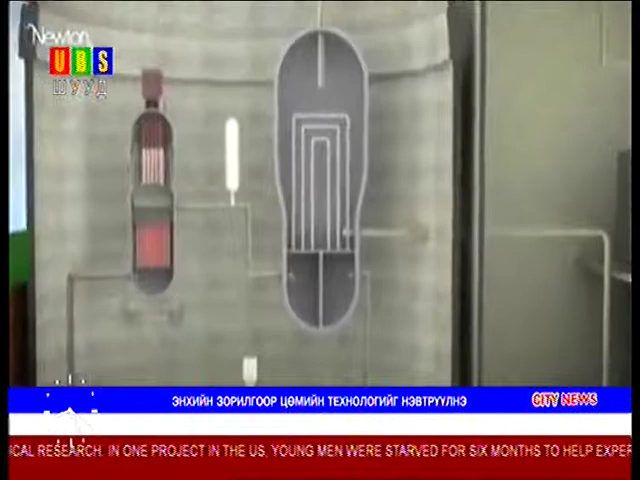 Newton
UBS
ШУУД
ЭНХИЙН ЗОРИЛГООР ЦӨМИЙН ТЕХНОЛОГИЙГ НЭВТРҮҮЛНЭ
CITY NEWS
ICAL RESEARCH. IN ONE PROJECT IN THE US, YOUNG MEN WERE STARVED FOR SIX MONTHS TO HELP EXPER